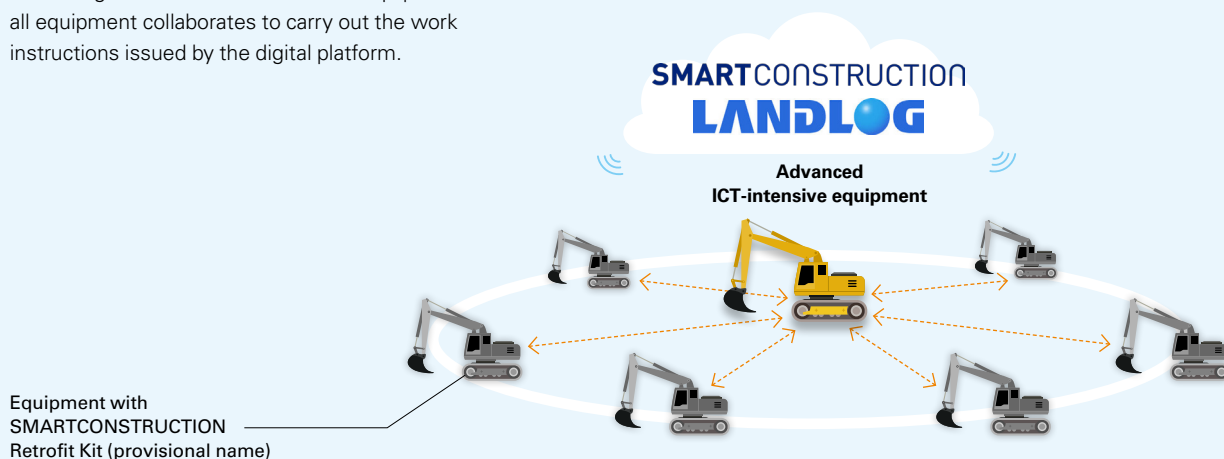 all equipment collaborates to carry out the work
instructions issued by the digital platform.
SMARTCONSTRUCTION
LANDLOG
Advanced
ICT-intensive equipment
Equipment with
SMARTCONSTRUCTION
Retrofit Kit (provisional name)